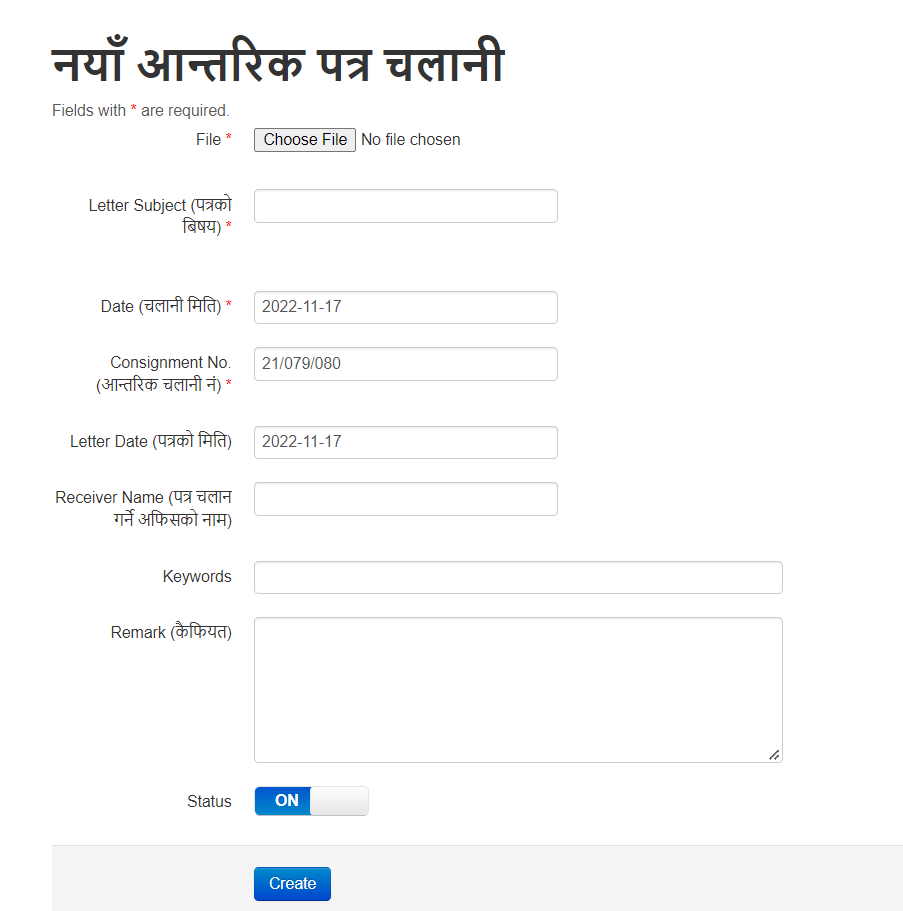 नयाँ आन्तरिक पत्र चलानी
Fields with * are required.
File * Choose File No file chosen
Letter Subject (पत्रको
बिषय) *
Date (चलानी मिति) * 2022-11-17
Consignment No. 21/079/080
(आन्तरिक चलानी नं) *
Letter Date (पत्रको मिति) 2022-11-17
Receiver Name (पत्र चलान
गर्ने अफिसको नाम)
Keywords
Remark (कैफियत)
Status ON
Create